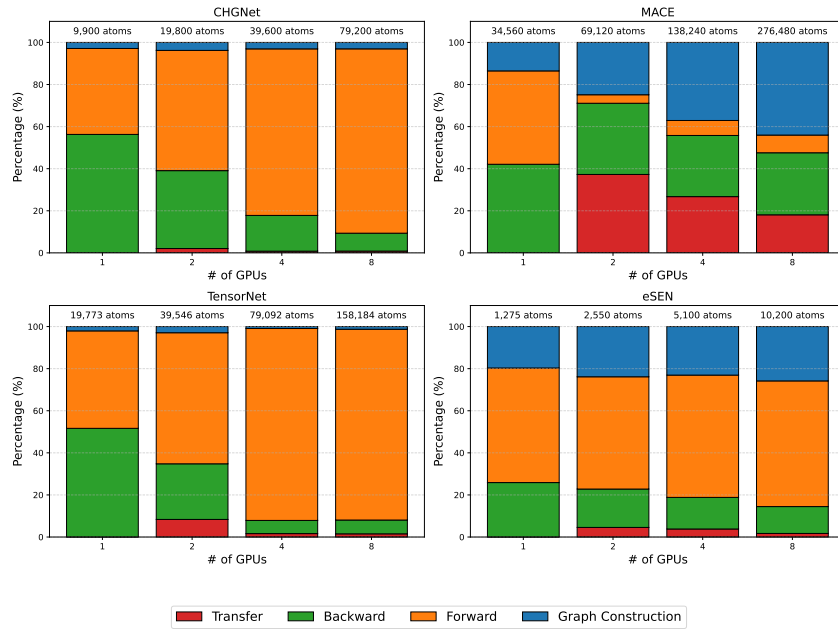 CHGNet
9,900 atoms 19,800 atoms 39,600 atoms 79,200 atoms
Percentage (%)
100
80
60
40
20
0
1 2 4 8
# of GPUs
MACE
34,560 atoms 69,120 atoms 138,240 atoms 276,480 atoms
Percentage (%)
100
80
60
40
20
0
1 2 4 8
# of GPUs
TensorNet
19,773 atoms 39,546 atoms 79,092 atoms 158,184 atoms
Percentage (%)
100
80
60
40
20
0
1 2 4 8
# of GPUs
eSEN
1,275 atoms 2,550 atoms 5,100 atoms 10,200 atoms
Percentage (%)
100
80
60
40
20
0
1 2 4 8
# of GPUs
Transfer Backward Forward Graph Construction